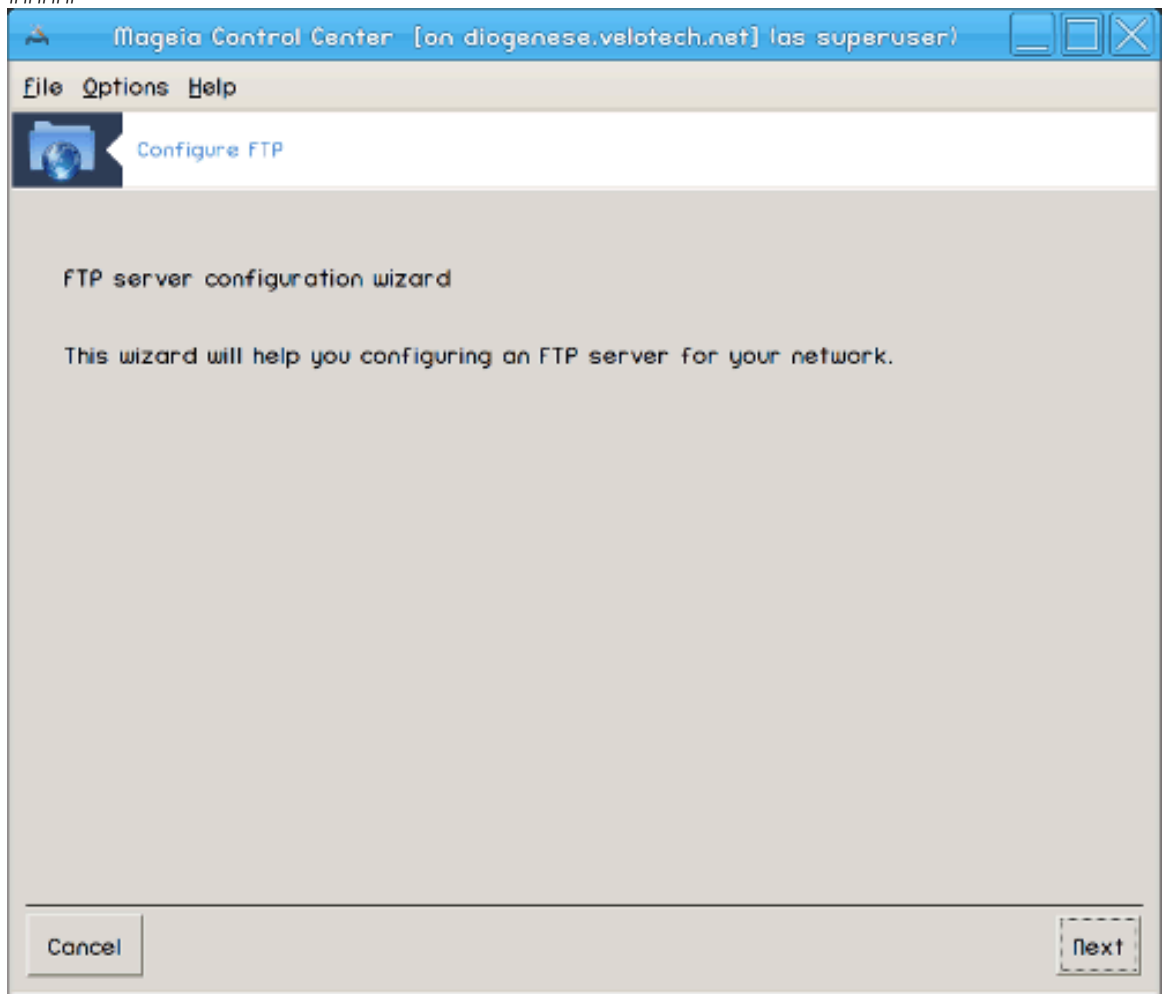 Mageia Control Center [on diogenese.velotech.net] (as superuser)
File Options Help
Configure FTP
FTP server configuration wizard
This wizard will help you configuring an FTP server for your network.
Cancel
Next